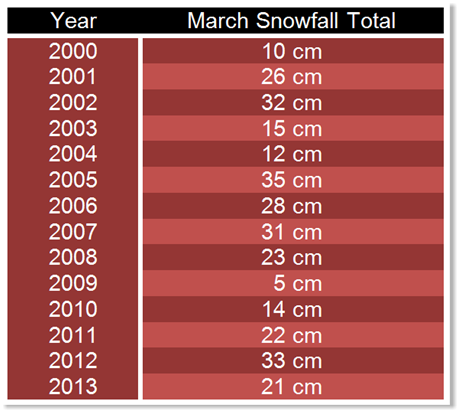 Year March Snowfall Total
2000 10 cm
2001 26 cm
2002 32 cm
2003 15 cm
2004 12 cm
2005 35 cm
2006 28 cm
2007 31 cm
2008 23 cm
2009 5 cm
2010 14 cm
2011 22 cm
2012 33 cm
2013 21 cm